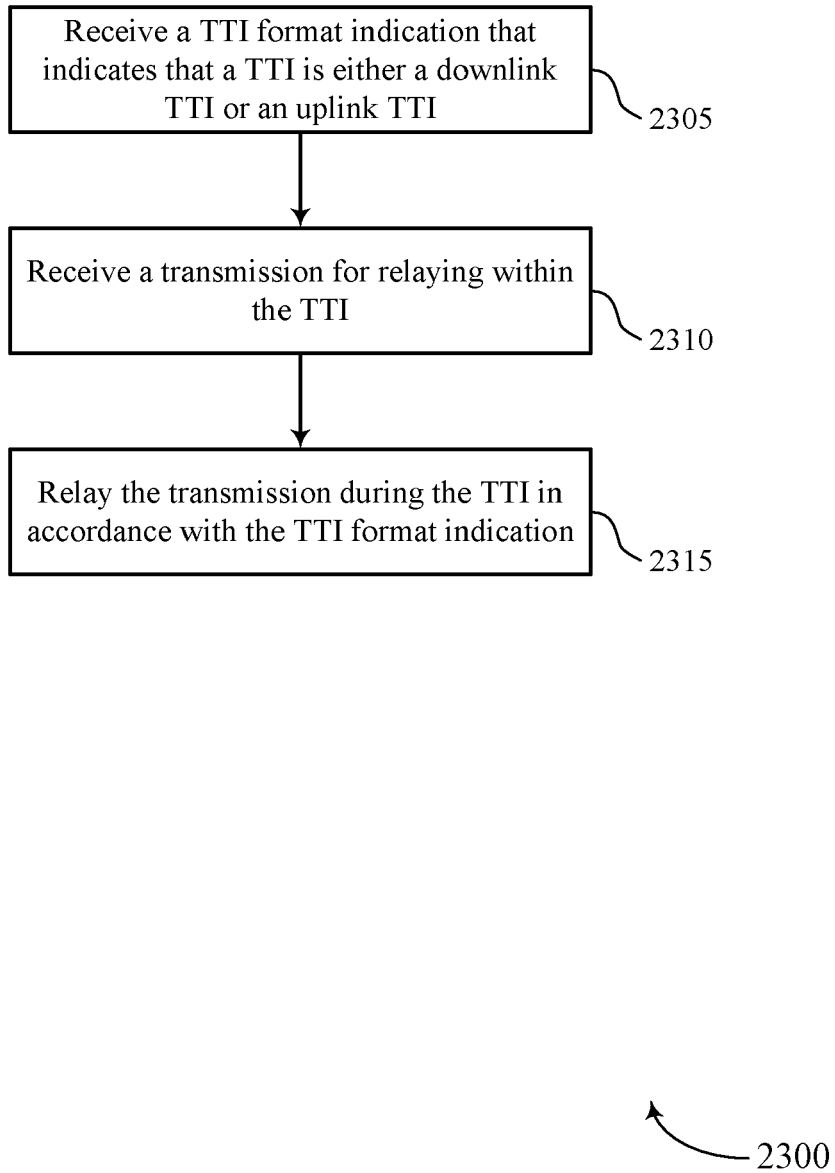 Receive a TTI format indication that
indicates that a TTI is either a downlink
TTI or an uplink TTI
2305
Receive a transmission for relaying within
the TTI
2310
Relay the transmission during the TTI in
accordance with the TTI format indication
2315
2300